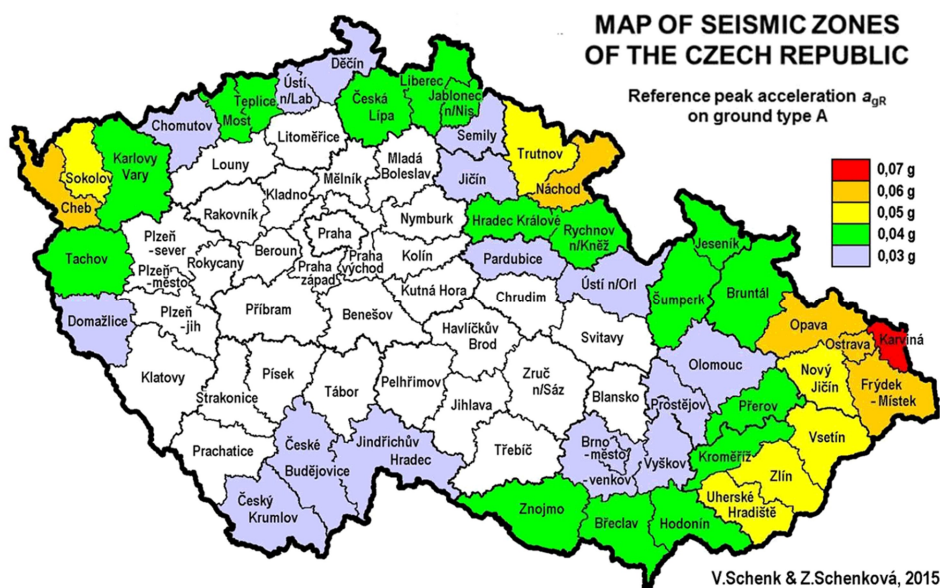 MAP OF SEISMIC ZONES
OF THE CZECH REPUBLIC
Reference peak acceleration agR
on ground type A
0,07 g
0,06 g
0,05 g
0,04 g
0,03 g
Děčín
Ústí
n/Lab
Teplice
Most
Chomutov
Česká
Lípa
Liberec
Jablonec
n/Nis
Semily
Trutnov
Náchod
Litoměřice
Louny
Mělník
Mladá
Boleslav
Jičín
Sokolov
Karlovy
Vary
Cheb
Kladno
Rakovník
Nymburk
Hradec Králové
Rychnov
n/Kněž
Praha
Plzeň
-sever
Beroun
Praha
východ
Kolín
Pardubice
Jeseník
Tachov
Rokycany
Praha
západ
Plzeň
-město
Kutná Hora
Chrudim
Ústí n/Orl
Šumperk
Bruntál
Domažlice
Plzeň
-jih
Příbram
Benešov
Havlíčkův
Brod
Svitavy
Opava
Ostrava
Karviná
Klatovy
Písek
Strakonice
Tábor
Pelhřimov
Zruč
n/Sáz
Olomouc
Nový
Jičín
Frýdek
-Místek
Jihlava
Blansko
Prostějov
Přerov
Prachatice
České
Budějovice
Jindřichův
Hradec
Třebíč
Brno
-město
-venkov
Vyškov
Kroměříž
Vsetín
Zlín
Český
Krumlov
Znojmo
Břeclav
Hodonín
Uherské
Hradiště
V.Schenk & Z.Schenková, 2015